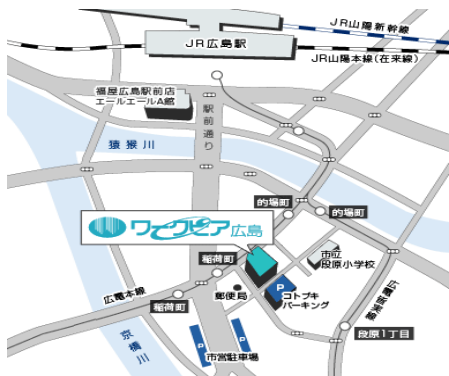 JR山陽新幹線
JR広島駅
JR山陽本線(在来線)
福屋広島駅前店
エールエールA館
駅前通り
猿猴川
的場町
的場町
ワークピア広島
市立
段原小学校
稲荷町
広電本線
稲荷町
郵便局
P
コトブキ
パーキング
広電皆実線
京橋川
P
P
市営駐車場
段原1丁目